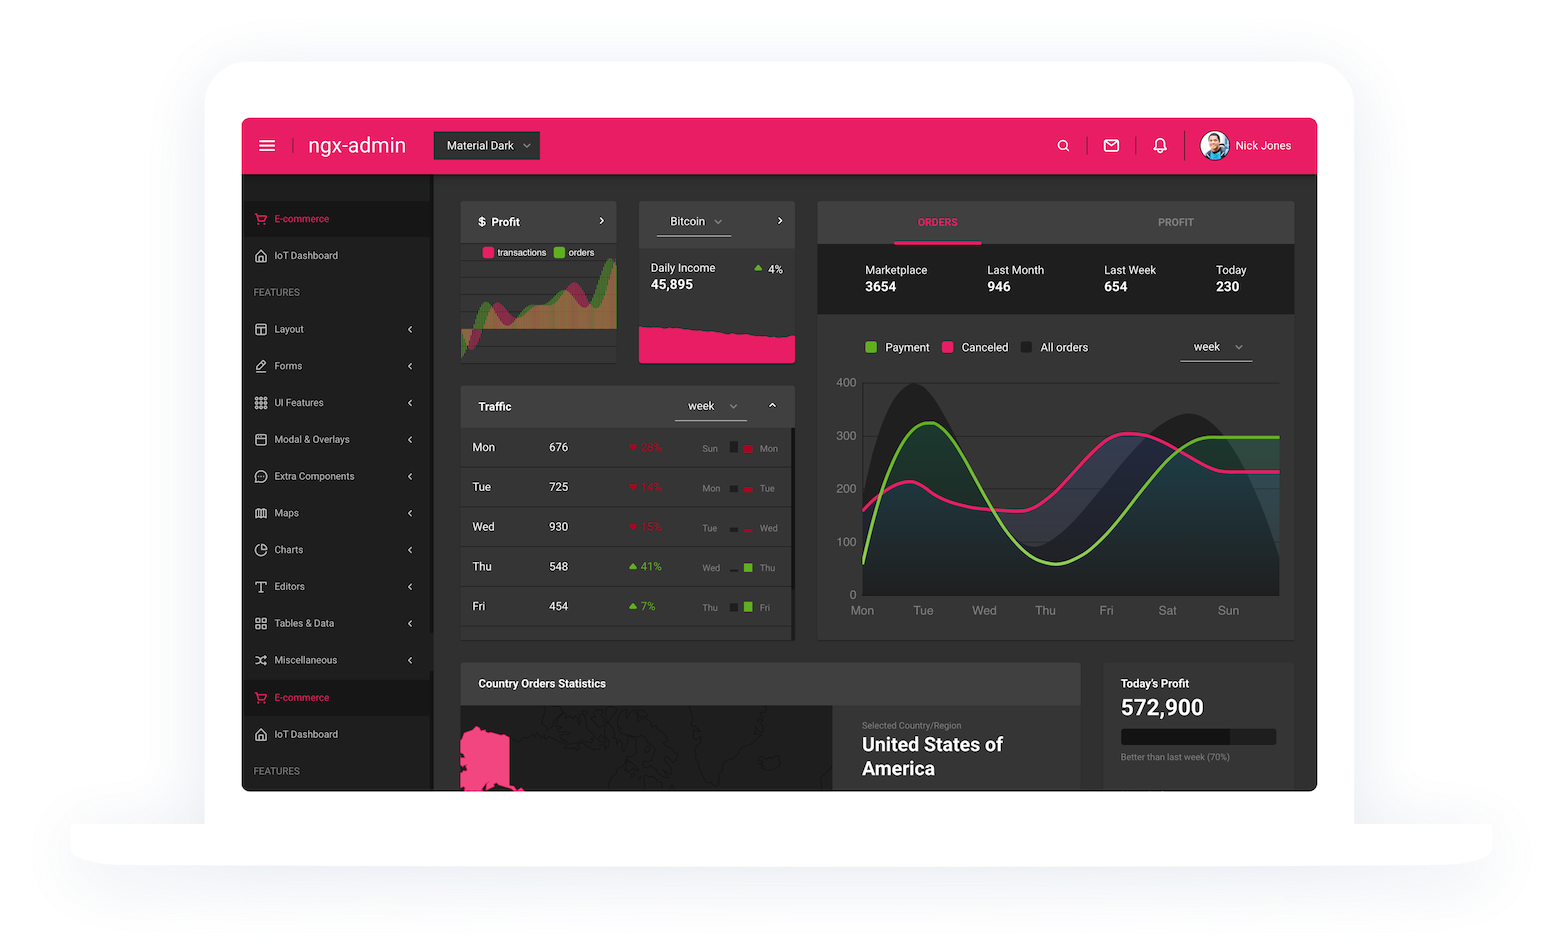 ngx-admin
Material Dark
Nick Jones
E-commerce
IoT Dashboard
FEATURES
Layout
Forms
UI Features
Modal & Overlays
Extra Components
Maps
Charts
Editors
Tables & Data
Miscellaneous
E-commerce
IoT Dashboard
FEATURES
$ Profit
transactions orders
Bitcoin
Daily Income 4%
45,895
ORDERS PROFIT
Marketplace Last Month Last Week Today
3654 946 654 230
Payment Canceled All orders week
400
300
200
100
0
Mon Tue Wed Thu Fri Sat Sun
Traffic week
Mon 676 28% Sun Mon
Tue 725 14% Mon Tue
Wed 930 15% Tue Wed
Thu 548 41% Wed Thu
Fri 454 7% Thu Fri
Country Orders Statistics
Selected Country/Region
United States of
America
Today's Profit
572,900
Better than last week (70%)